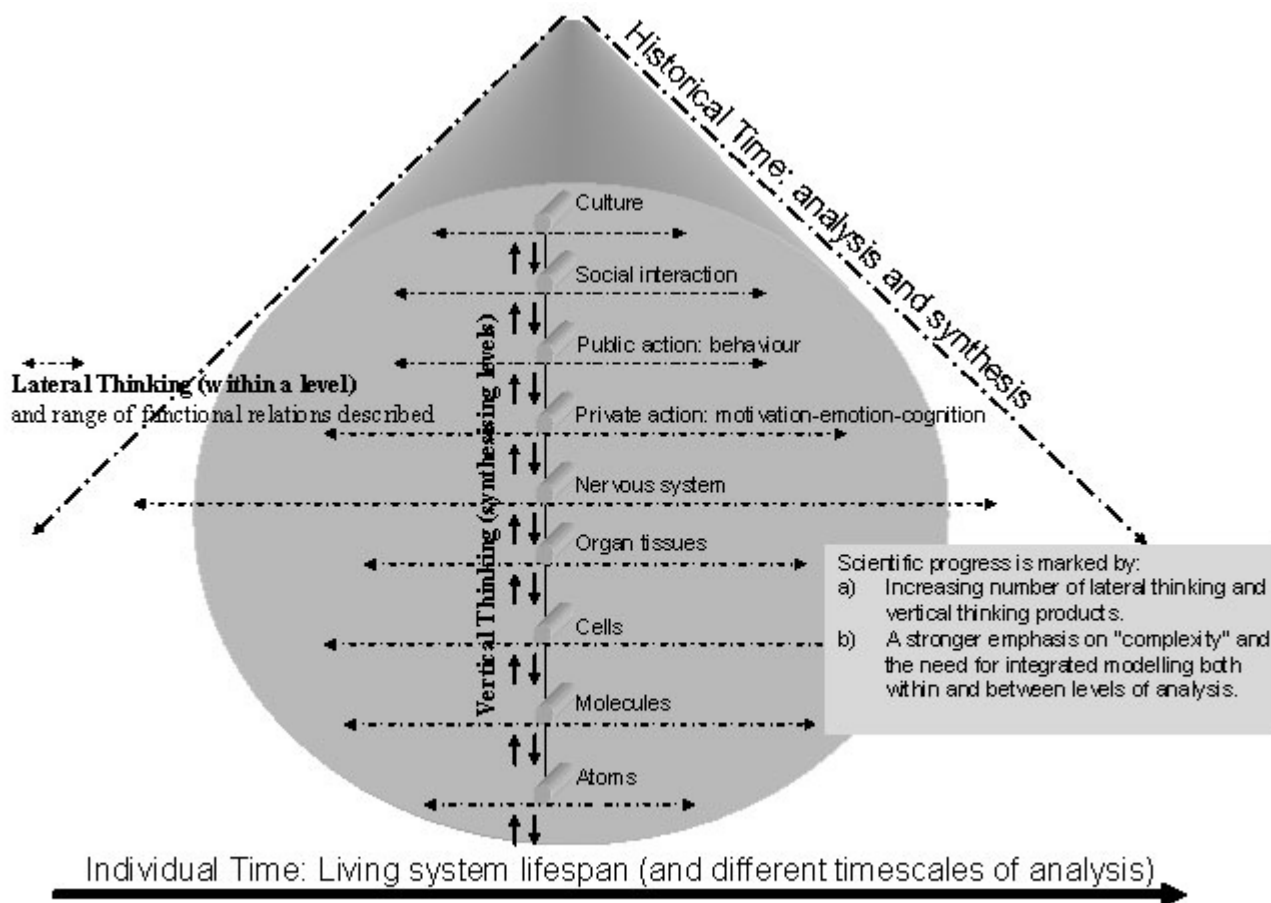 Historical Time: analysis and synthesis
Culture
Social interaction
Public action: behaviour
Lateral Thinking (within a level)
and range of functional relations described
Private action: motivation-emotion-cognition
Vertical Thinking (synthesising levels)
Nervous system
Organ tissues
Cells
Molecules
Atoms
Scientific progress is marked by:
a) Increasing number of lateral thinking and
vertical thinking products.
b) A stronger emphasis on "complexity" and
the need for integrated modelling both
within and between levels of analysis.
Individual Time: Living system lifespan (and different timescales of analysis)